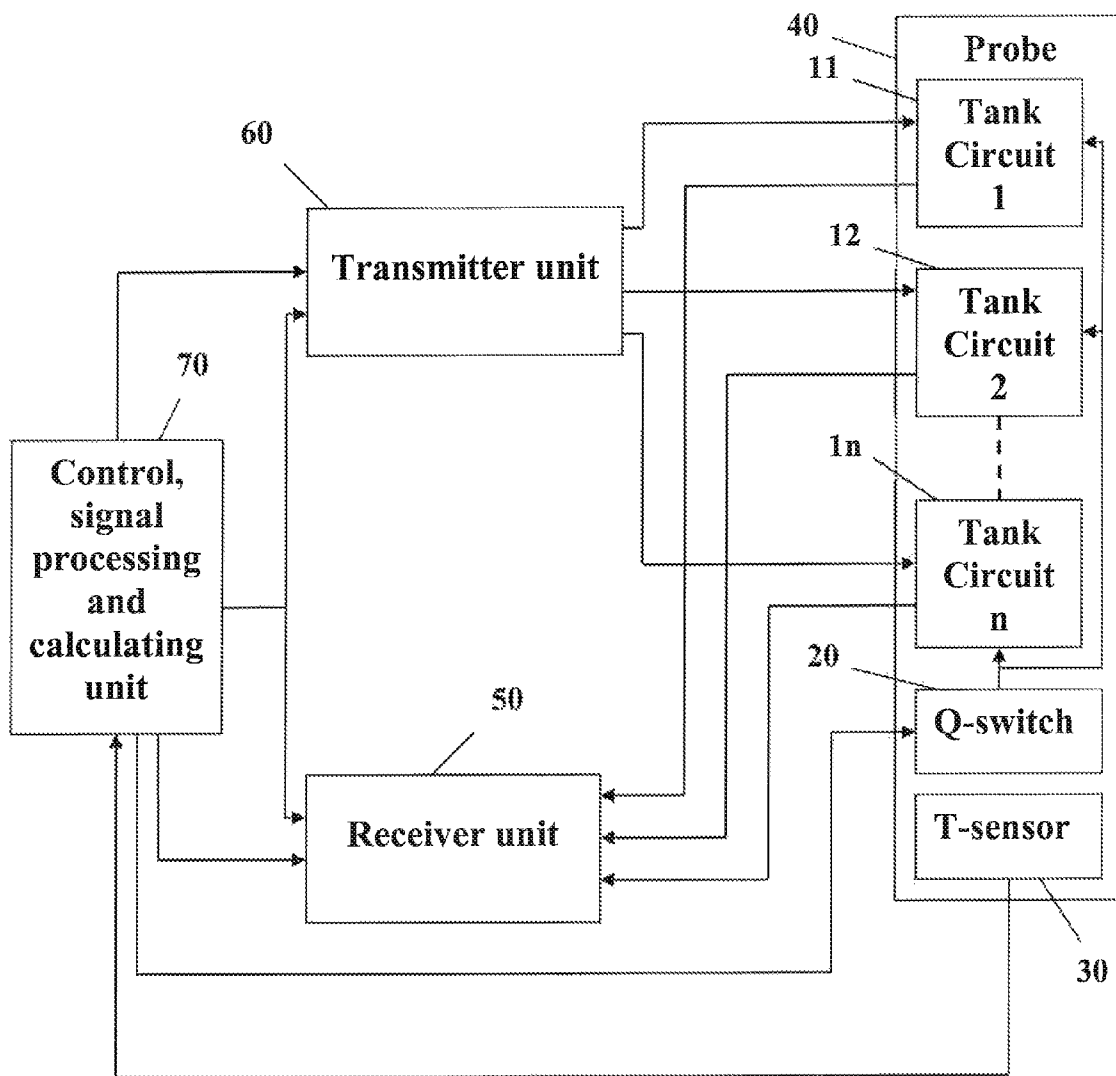 40
Probe
11
Tank
Circuit
1
60
Transmitter unit
12
Tank
Circuit
2
70
Control,
signal
processing
and
calculating
unit
1n
Tank
Circuit
n
20
Q-switch
50
Receiver unit
T-sensor
30